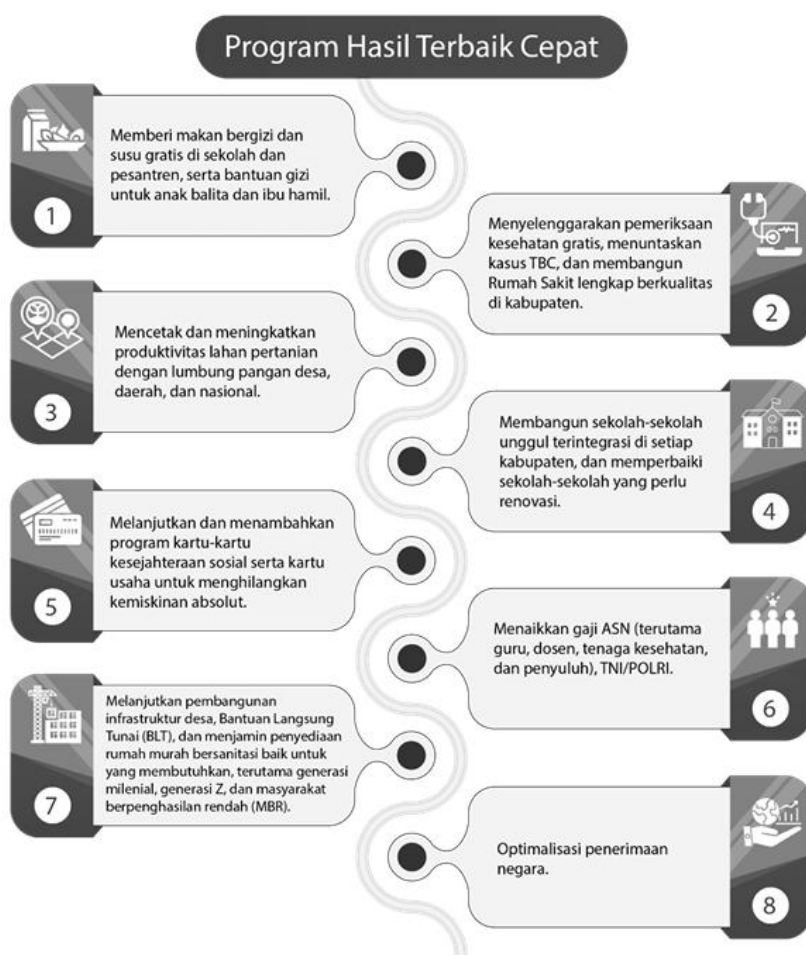 Program Hasil Terbaik Cepat
Memberi makan bergizi dan
susu gratis di sekolah dan
pesantren, serta bantuan gizi
untuk anak balita dan ibu hamil.
1
Menyelenggarakan pemeriksaan
kesehatan gratis, menuntaskan
kasus TBC, dan membangun
Rumah Sakit lengkap berkualitas
di kabupaten.
2
Mencetak dan meningkatkan
produktivitas lahan pertanian
dengan lumbung pangan desa,
daerah, dan nasional.
3
Membangun sekolah-sekolah
unggul terintegrasi di setiap
kabupaten, dan memperbaiki
sekolah-sekolah yang perlu
renovasi.
4
Melanjutkan dan menambahkan
program kartu-kartu
kesejahteraan sosial serta kartu
usaha untuk menghilangkan
kemiskinan absolut.
5
Menaikkan gaji ASN (terutama
guru, dosen, tenaga kesehatan,
dan penyuluh), TNI/POLRI.
6
Melanjutkan pembangunan
infrastruktur desa, Bantuan Langsung
Tunai (BLT), dan menjamin penyediaan
rumah murah bersanitasi baik untuk
yang membutuhkan, terutama generasi
milenial, generasi Z, dan masyarakat
berpenghasilan rendah (MBR).
7
Optimalisasi penerimaan
negara.
8